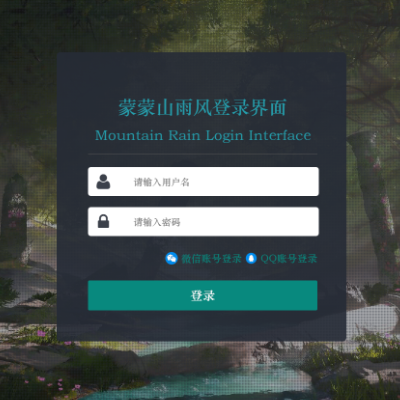 蒙蒙山雨风登录界面
Mountain Rain Login Interface
请输入用户名
请输入密码
微信账号登录 QQ账号登录
登录